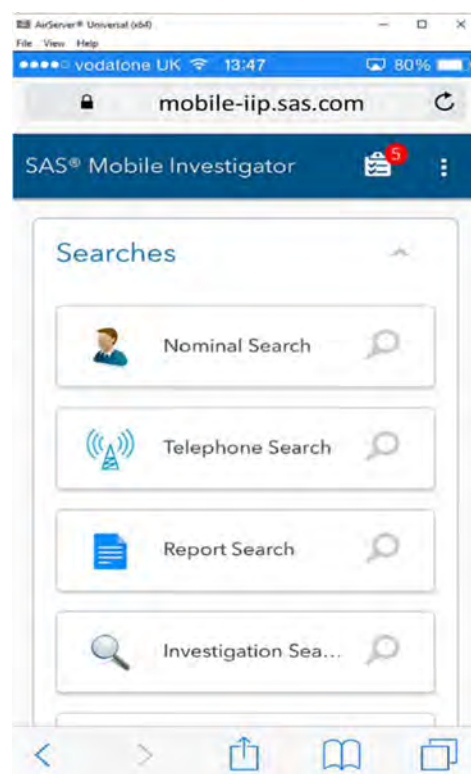 AirServer® Universal (x64)
File View Help
vodafone UK 13:47 80%
mobile-iip.sas.com
SAS® Mobile Investigator 5
Searches
Nominal Search
Telephone Search
Report Search
Investigation Sea...